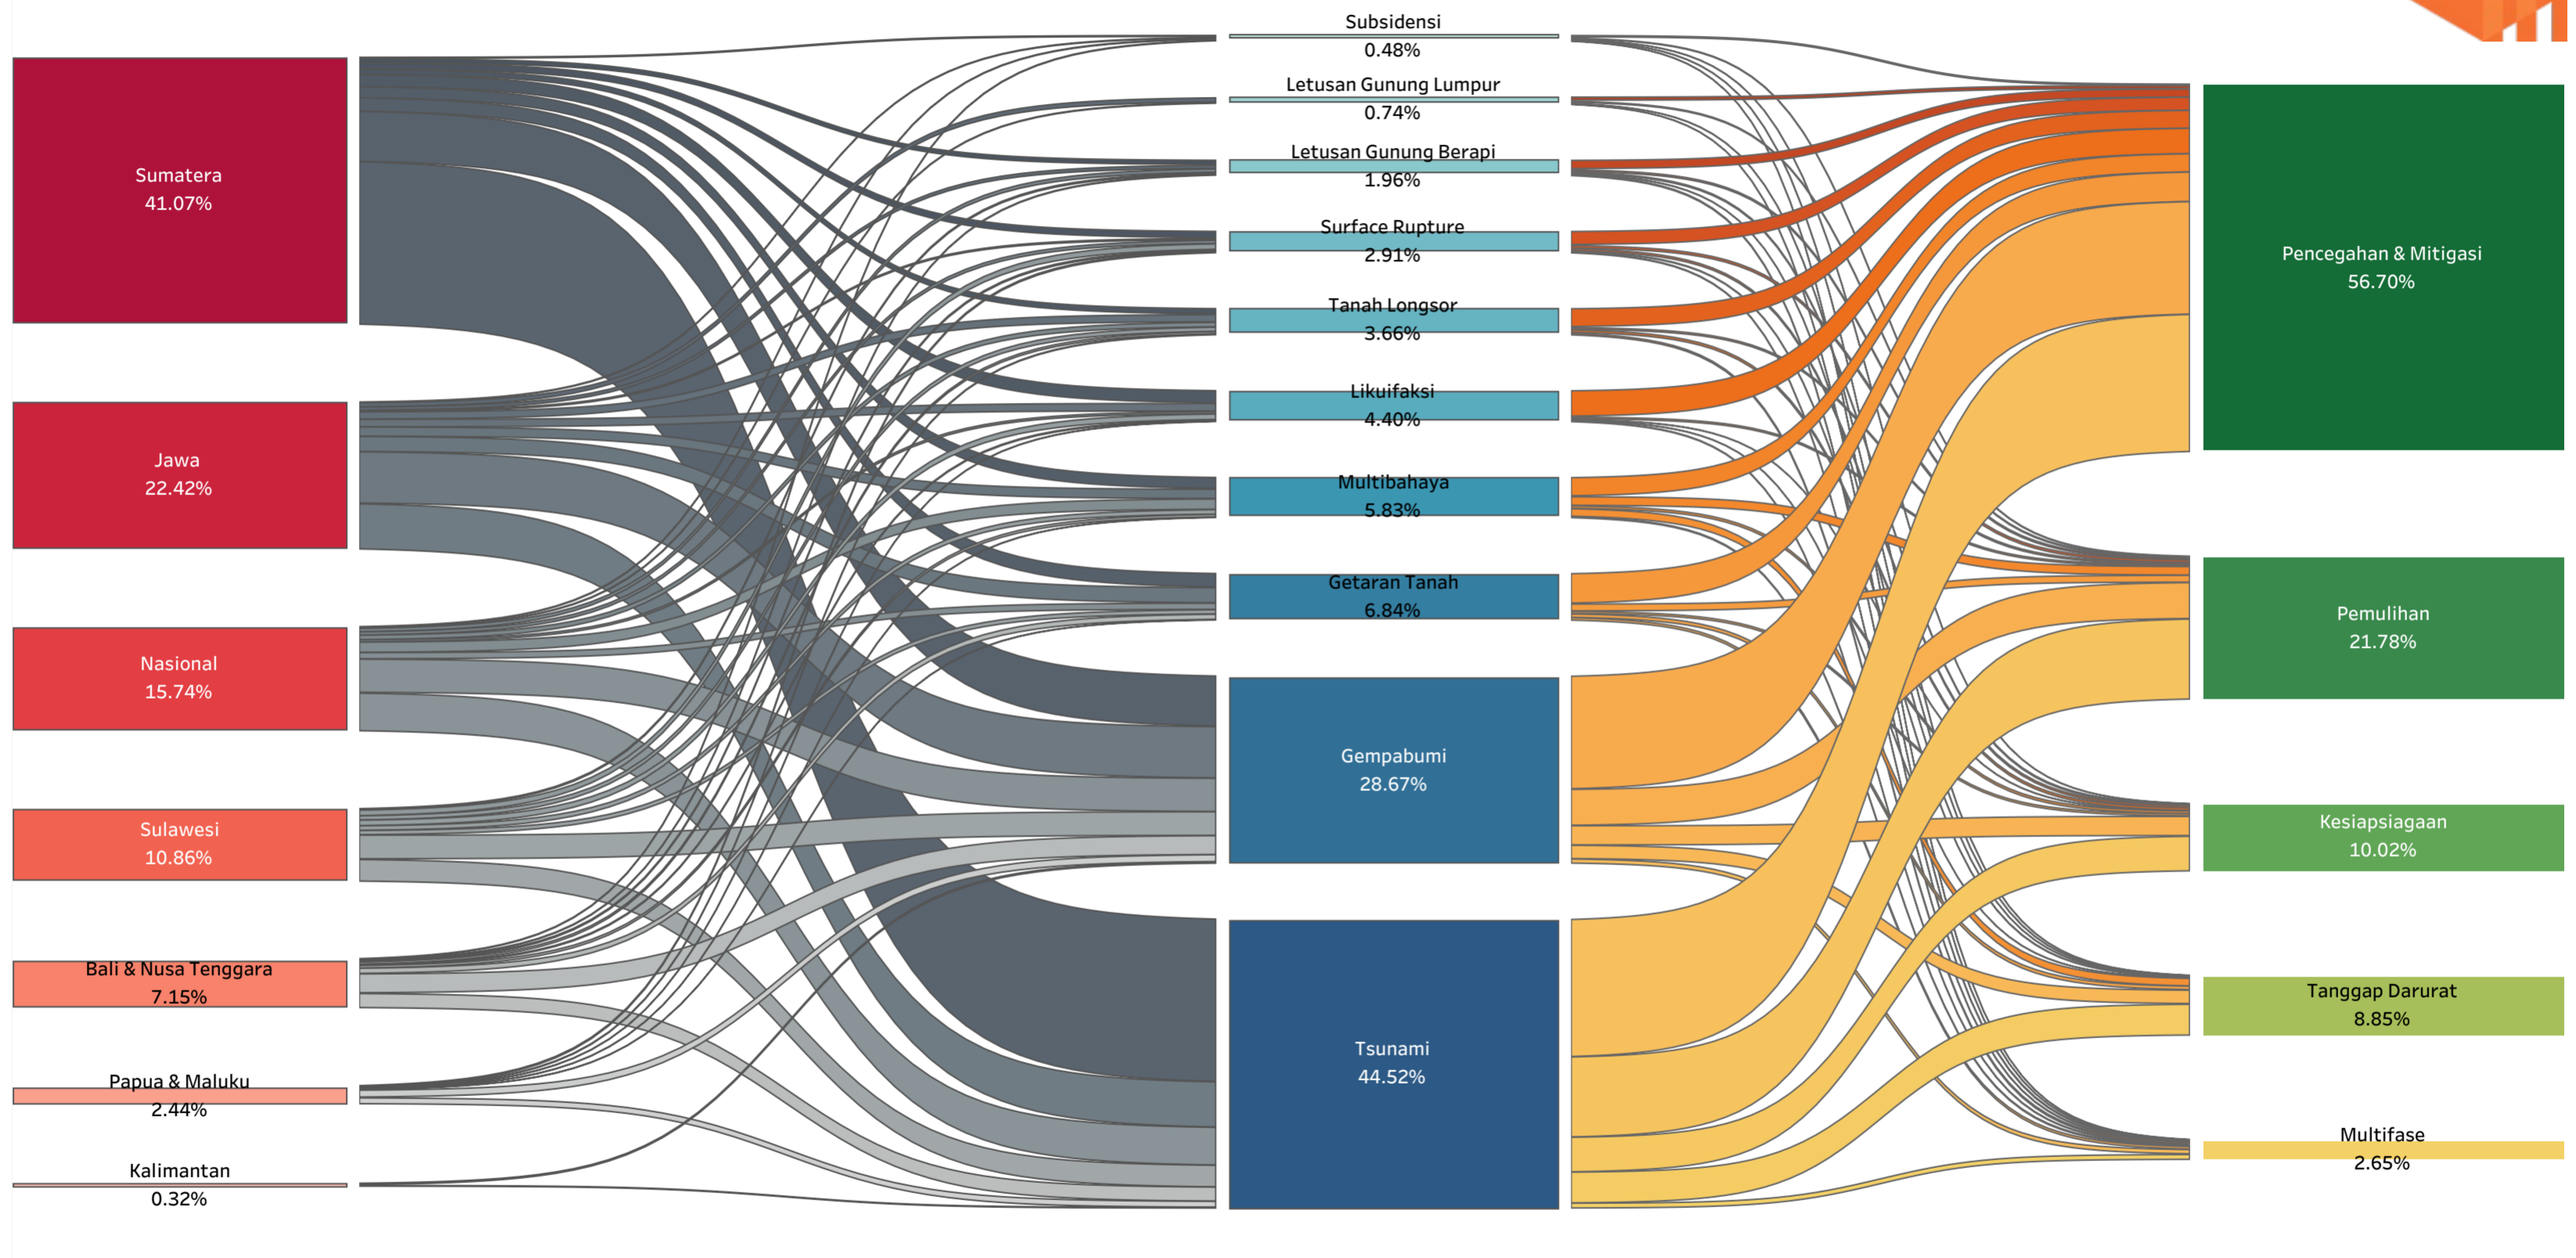 Sumatera
41.07%
Jawa
22.42%
Nasional
15.74%
Sulawesi
10.86%
Bali & Nusa Tenggara
7.15%
Papua & Maluku
2.44%
Kalimantan
0.32%
Subsidensi
0.48%
Letusan Gunung Lumpur
0.74%
Letusan Gunung Berapi
1.96%
Surface Rupture
2.91%
Tanah Longsor
3.66%
Likuifaksi
4.40%
Multibahaya
5.83%
Getaran Tanah
6.84%
Gempabumi
28.67%
Tsunami
44.52%
Pencegahan & Mitigasi
56.70%
Pemulihan
21.78%
Kesiapsiagaan
10.02%
Tanggap Darurat
8.85%
Multifase
2.65%